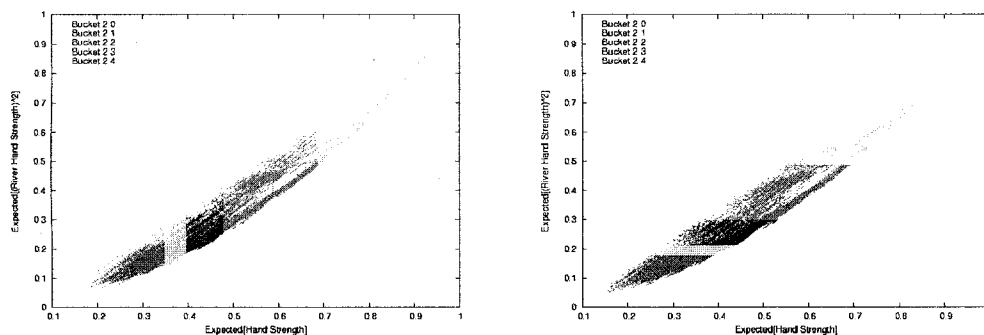 Bucket 2 0
Bucket 2 1
Bucket 2 2
Bucket 2 3
Bucket 2 4
1
0.9
0.8
0.7
0.6
0.5
0.4
0.3
0.2
0.1
0
Expected[(River Hand Strength)^2]
0.1 0.2 0.3 0.4 0.5 0.6 0.7 0.8 0.9 1
Expected[Hand Strength]
Bucket 2 0
Bucket 2 1
Bucket 2 2
Bucket 2 3
Bucket 2 4
1
0.9
0.8
0.7
0.6
0.5
0.4
0.3
0.2
0.1
0
Expected[(River Hand Strength)^2]
0.1 0.2 0.3 0.4 0.5 0.6 0.7 0.8 0.9 1
Expected[Hand Strength]